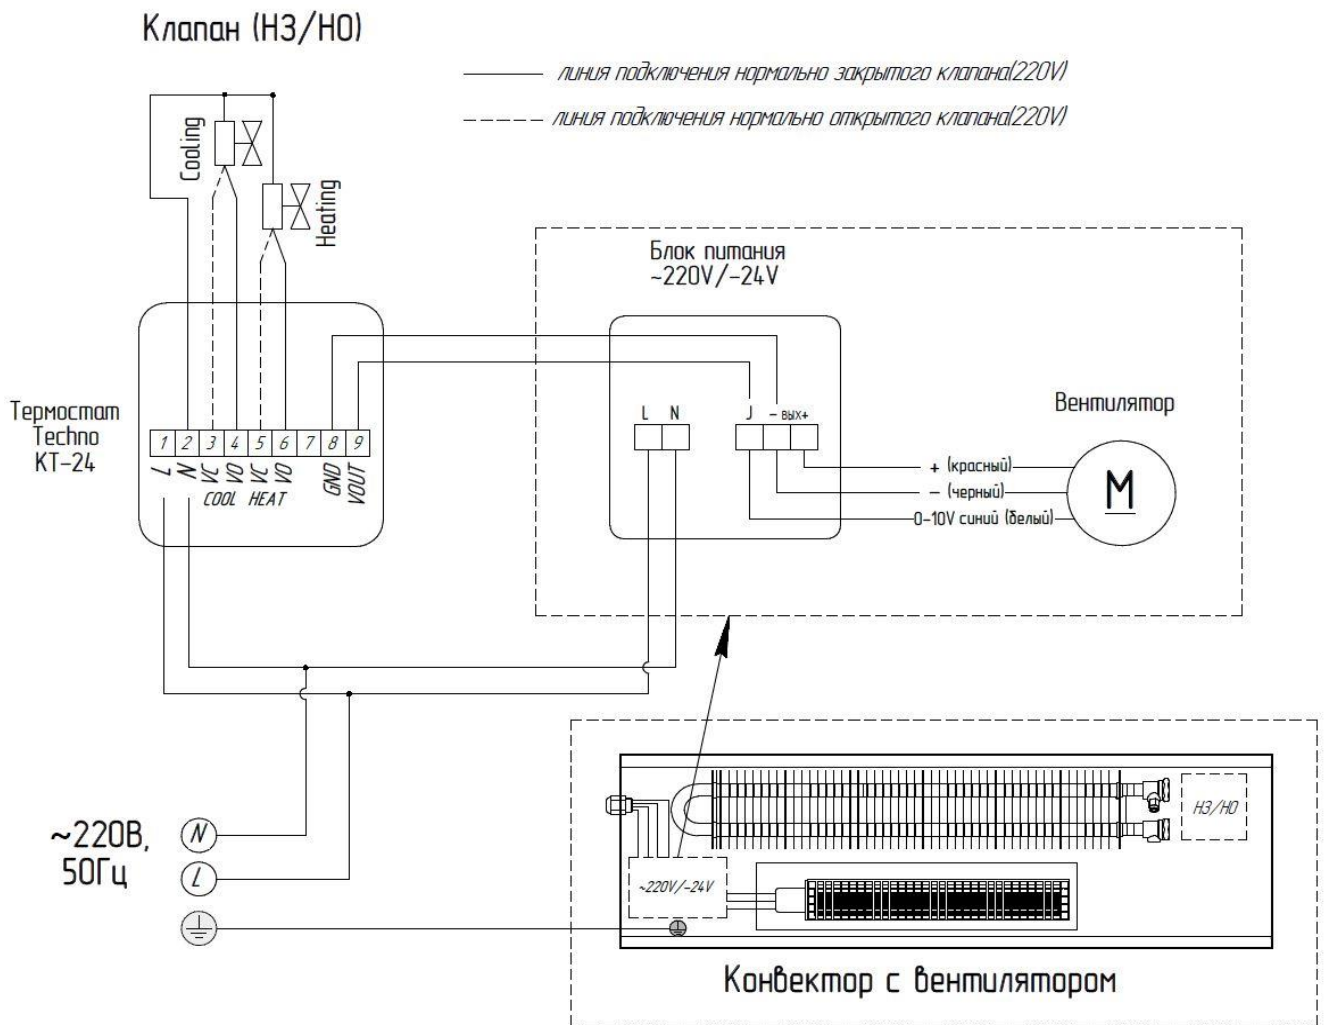 Клапан (НЗ/НО)
линия подключения нормально закрытого клапана(220V)
линия подключения нормально открытого клапана(220V)
Cooling
Heating
Блок питания
~220V/-24V
Термостат
Techno
КТ-24
1 2 3 4 5 6 7 8 9
L N VC VO VC VO GND VOUT
COOL HEAT
L N J - вых+
Вентилятор
+ (красный)
- (черный)
0-10V синий (белый)
M
~220В,
50Гц
N
L
НЗ/НО
~220V/-24V
Конвектор с вентилятором